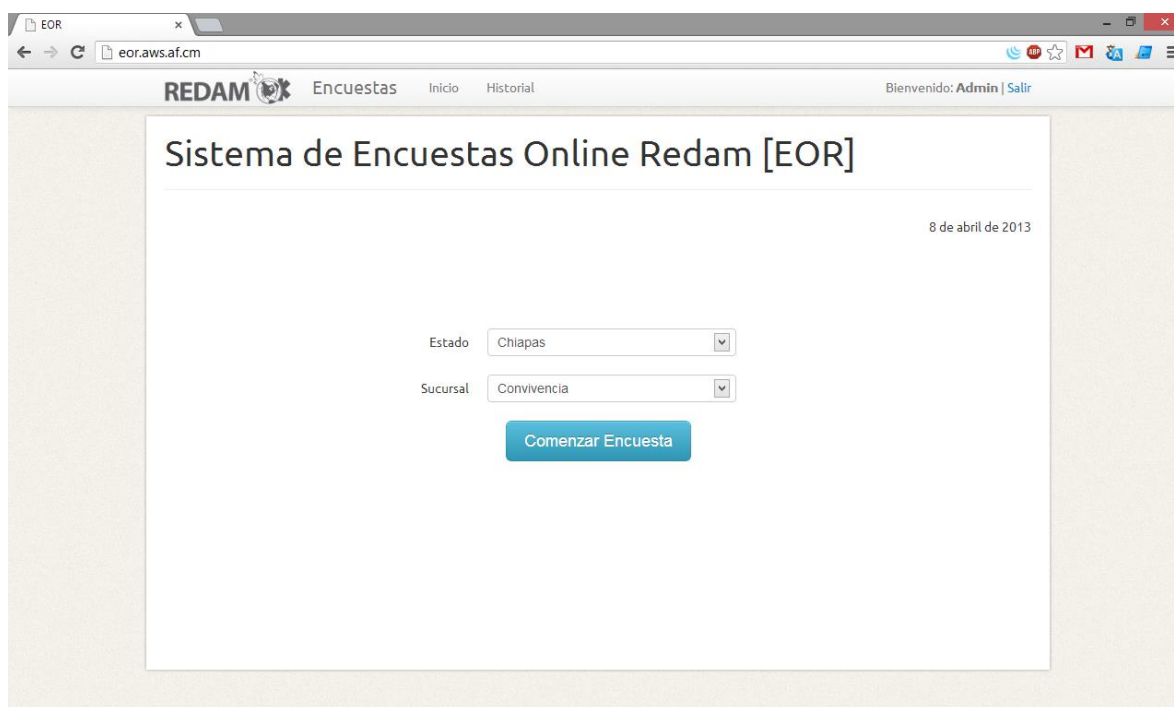 EOR
eor.aws.af.cm
REDAM Encuestas Inicio Historial Bienvenido: Admin | Salir
Sistema de Encuestas Online Redam [EOR]
8 de abril de 2013
Estado Chiapas
Sucursal Convivencia
Comenzar Encuesta